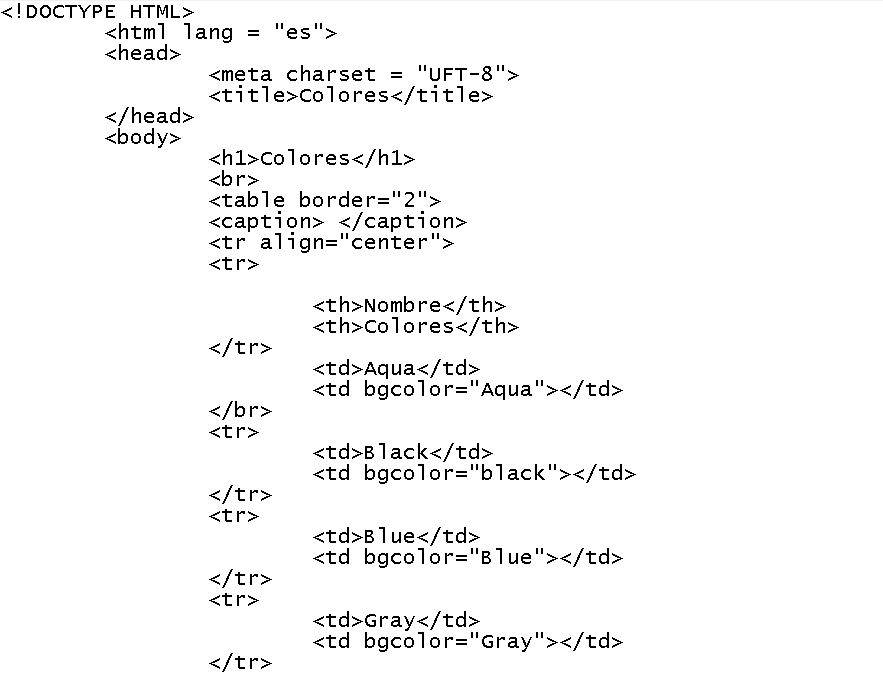 <!DOCTYPE HTML>
<html lang = "es">
<head>
<meta charset = "UFT-8">
<title>Colores</title>
</head>
<body>
<h1>Colores</h1>
<br>
<table border="2">
<caption> </caption>
<tr align="center">
<tr>
<th>Nombre</th>
<th>Colores</th>
</tr>
<td>Aqua</td>
<td bgcolor="Aqua"></td>
</br>
<tr>
<td>Black</td>
<td bgcolor="black"></td>
</tr>
<tr>
<td>Blue</td>
<td bgcolor="Blue"></td>
</tr>
<tr>
<td>Gray</td>
<td bgcolor="Gray"></td>
</tr>